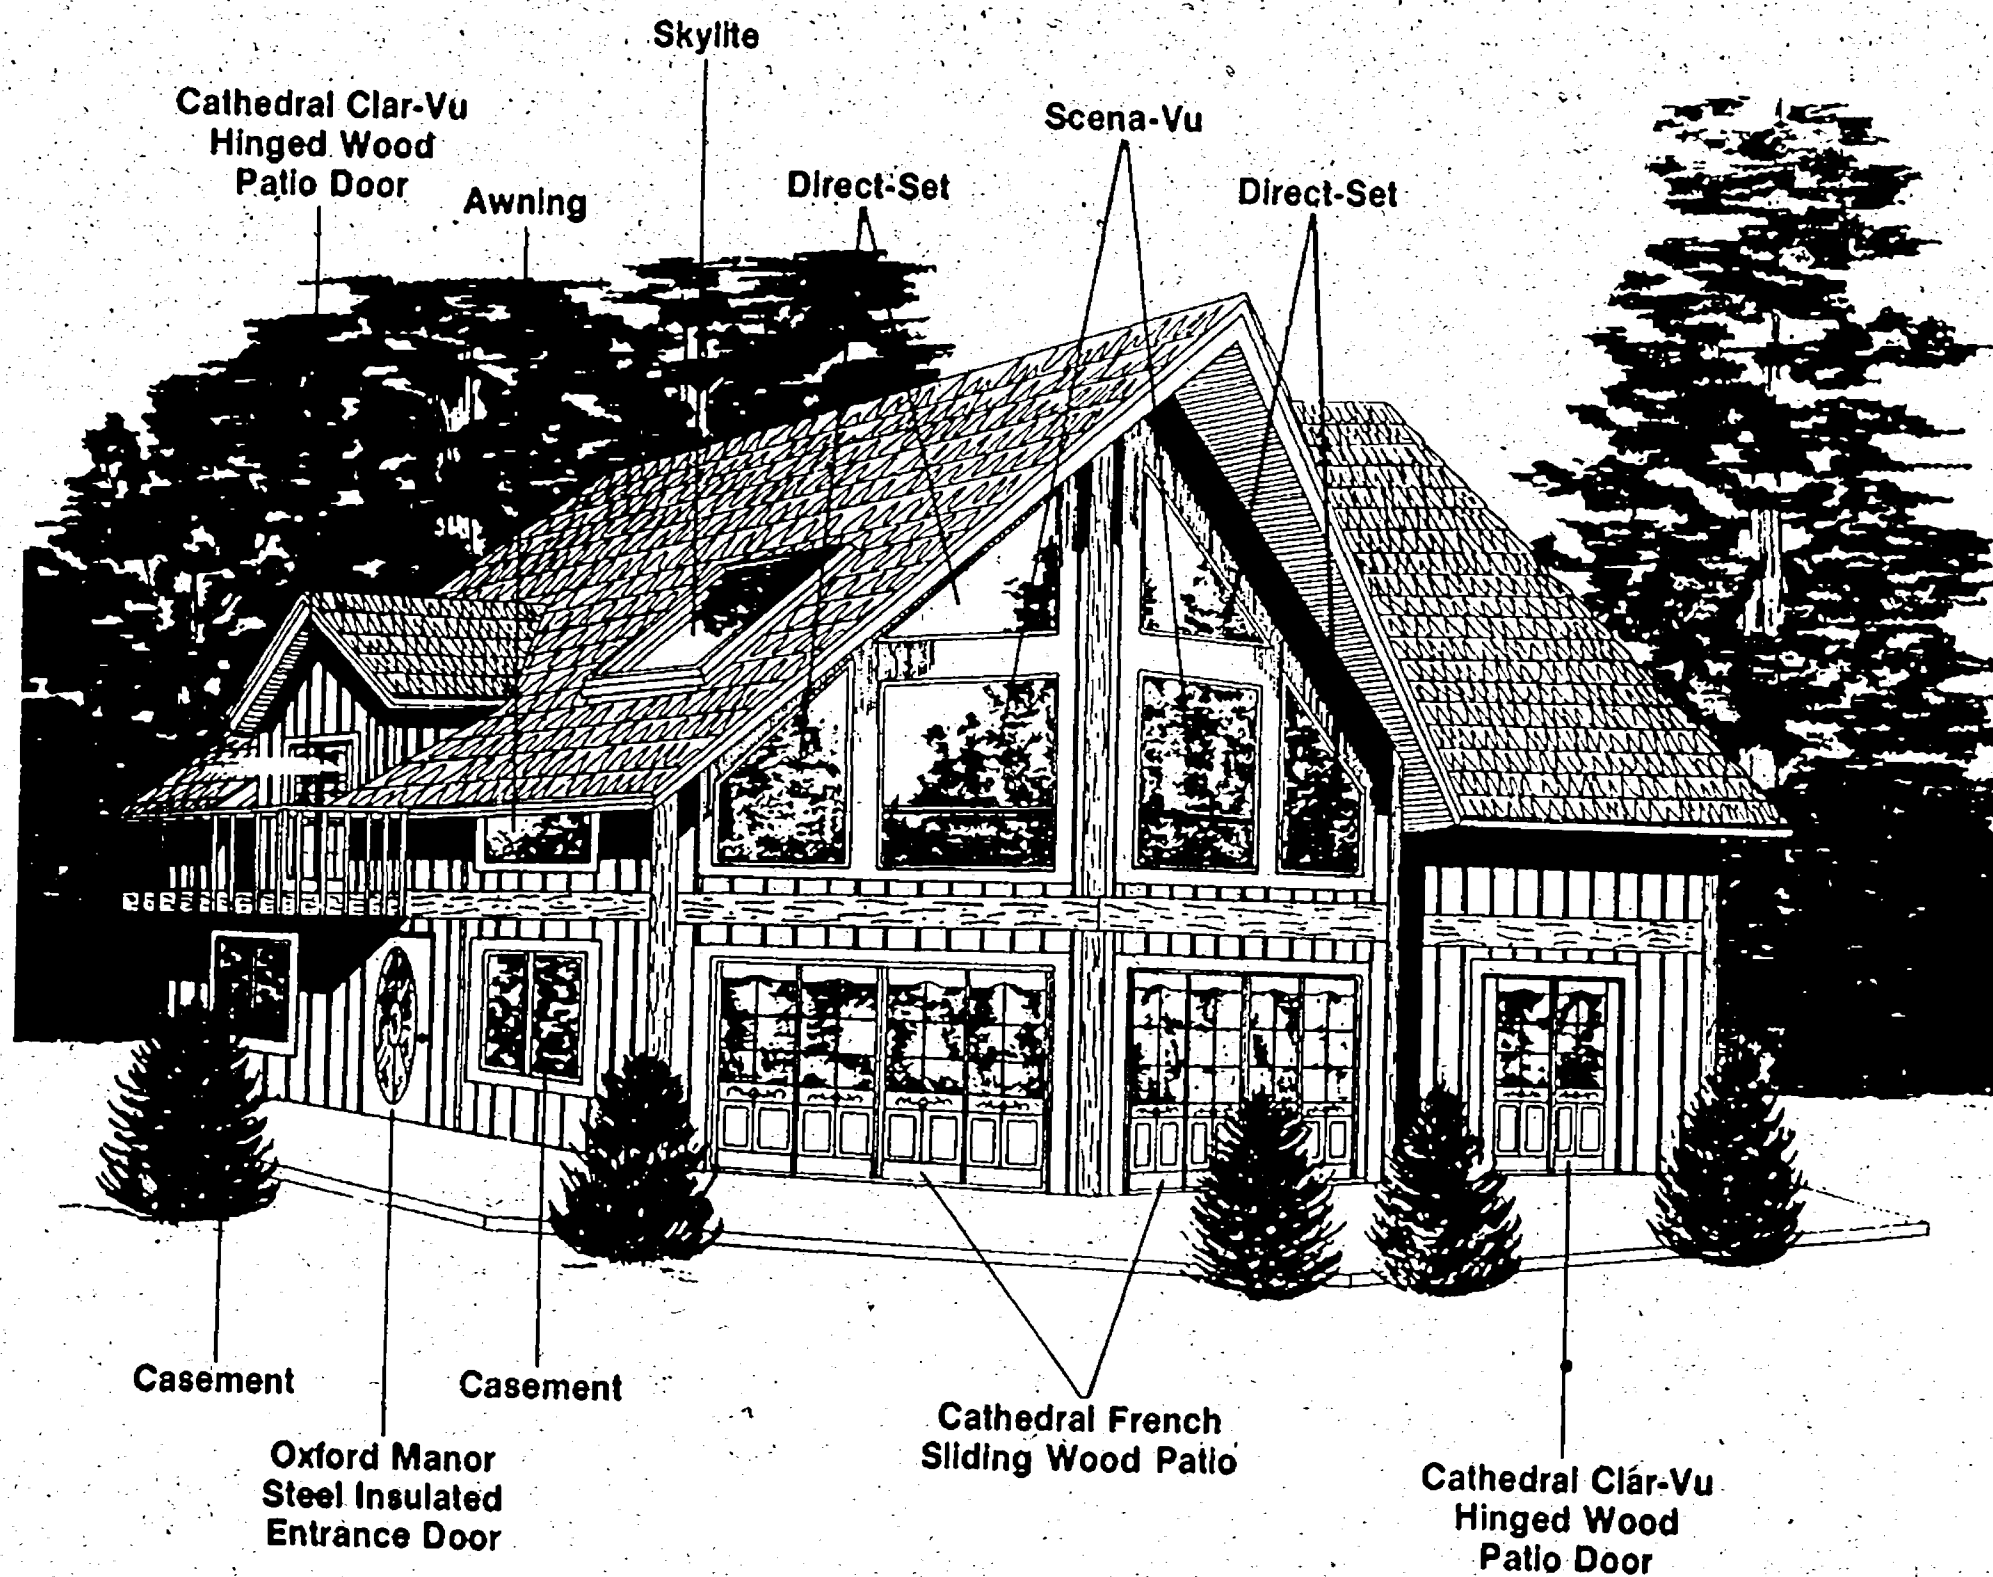 Skylite
Cathedral Clar-Vu
Hinged Wood
Patio Door
Awning
Direct-Set
Scena-Vu
Direct-Set
Casement
Oxford Manor
Steel Insulated
Entrance Door
Casement
Cathedral French
Sliding Wood Patio
Cathedral Clar-Vu
Hinged Wood
Patio Door